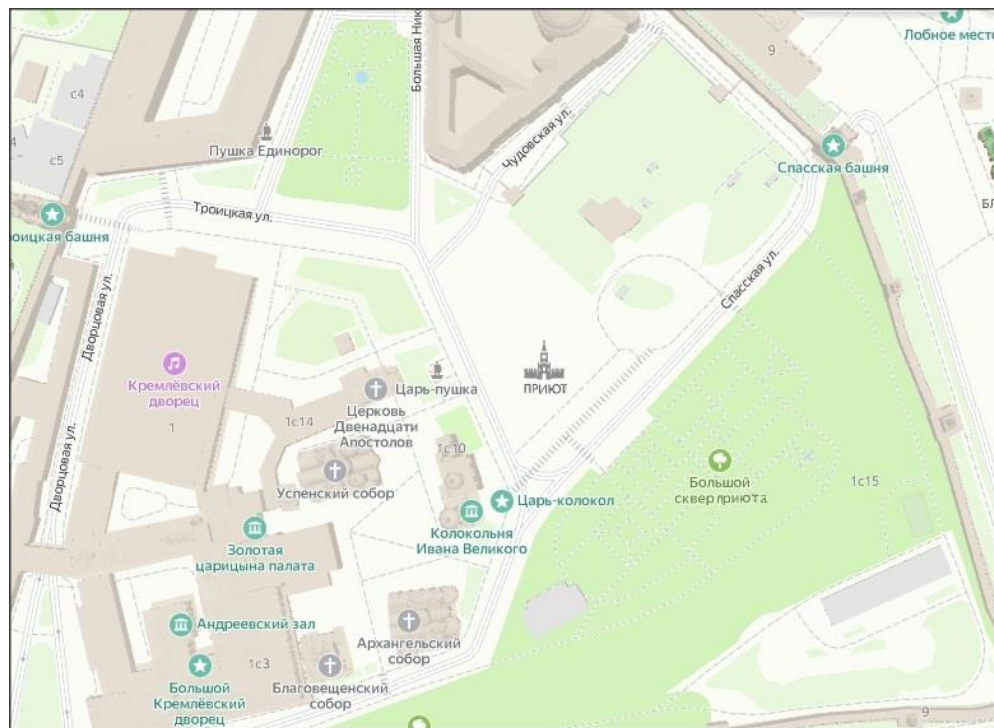 Лобное место
9
Большая Ник
с4
4
с5
Пушка Единорог
Чудовская ул.
Спасская башня
БЛ
Троицкая ул.
роицкая башня
Дворцовая ул.
Спасская ул.
Кремлёвский
дворец
1
Царь-пушка
ПРИЮТ
1с14
Церковь
Двенадцати
Апостолов
1с10
Дворцовая ул.
Успенский собор
Большой
сквер приюта
1с15
Царь-колокол
Колокольня
Ивана Великого
Золотая
царицына палата
Андреевский зал
Архангельский
собор
1с3
Большой
Кремлёвский
дворец
Благовещенский
собор
9